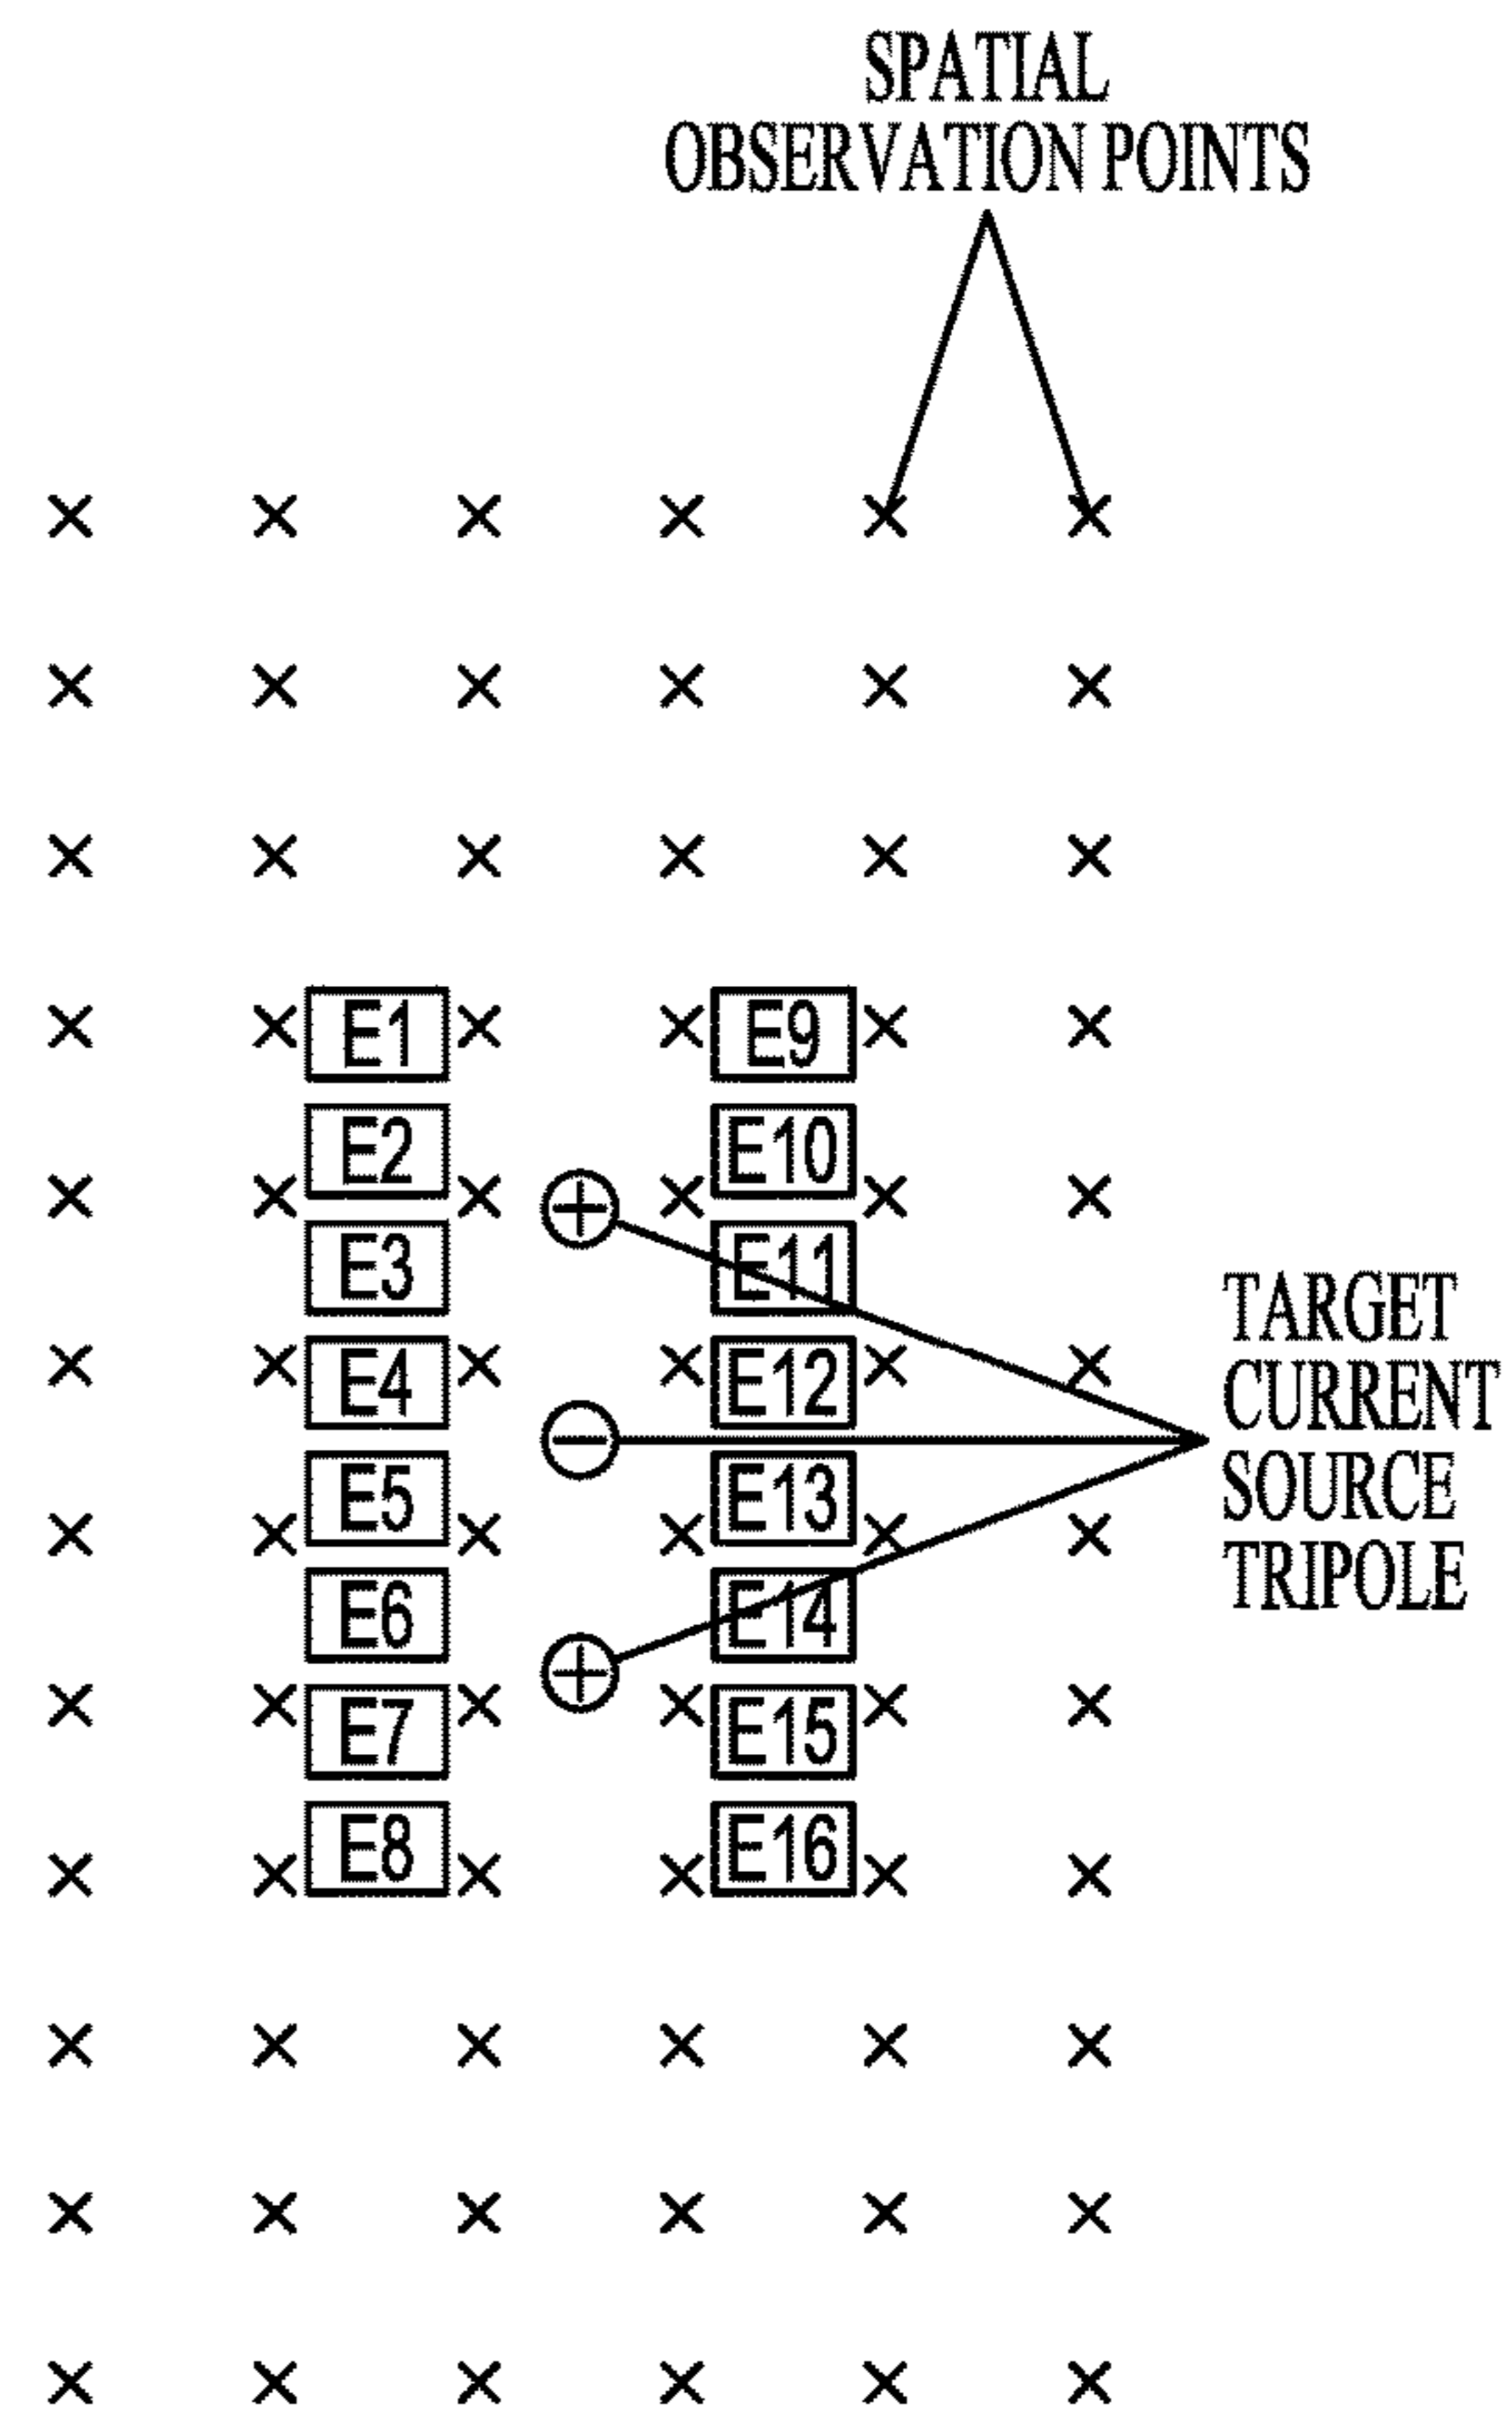 SPATIAL
OBSERVATION POINTS
E1 E9
E2 E10
E3 E11
E4 E12
E5 E13
E6 E14
E7 E15
E8 E16
TARGET
CURRENT
SOURCE
TRIPOLE